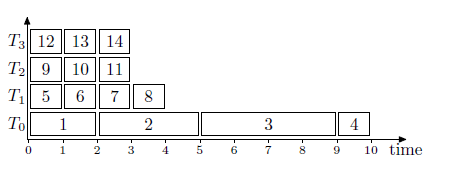 T₃ 12 13 14
T₂ 9 10 11
T₁ 5 6 7 8
T₀ 1 2 3 4
0 1 2 3 4 5 6 7 8 9 10 time